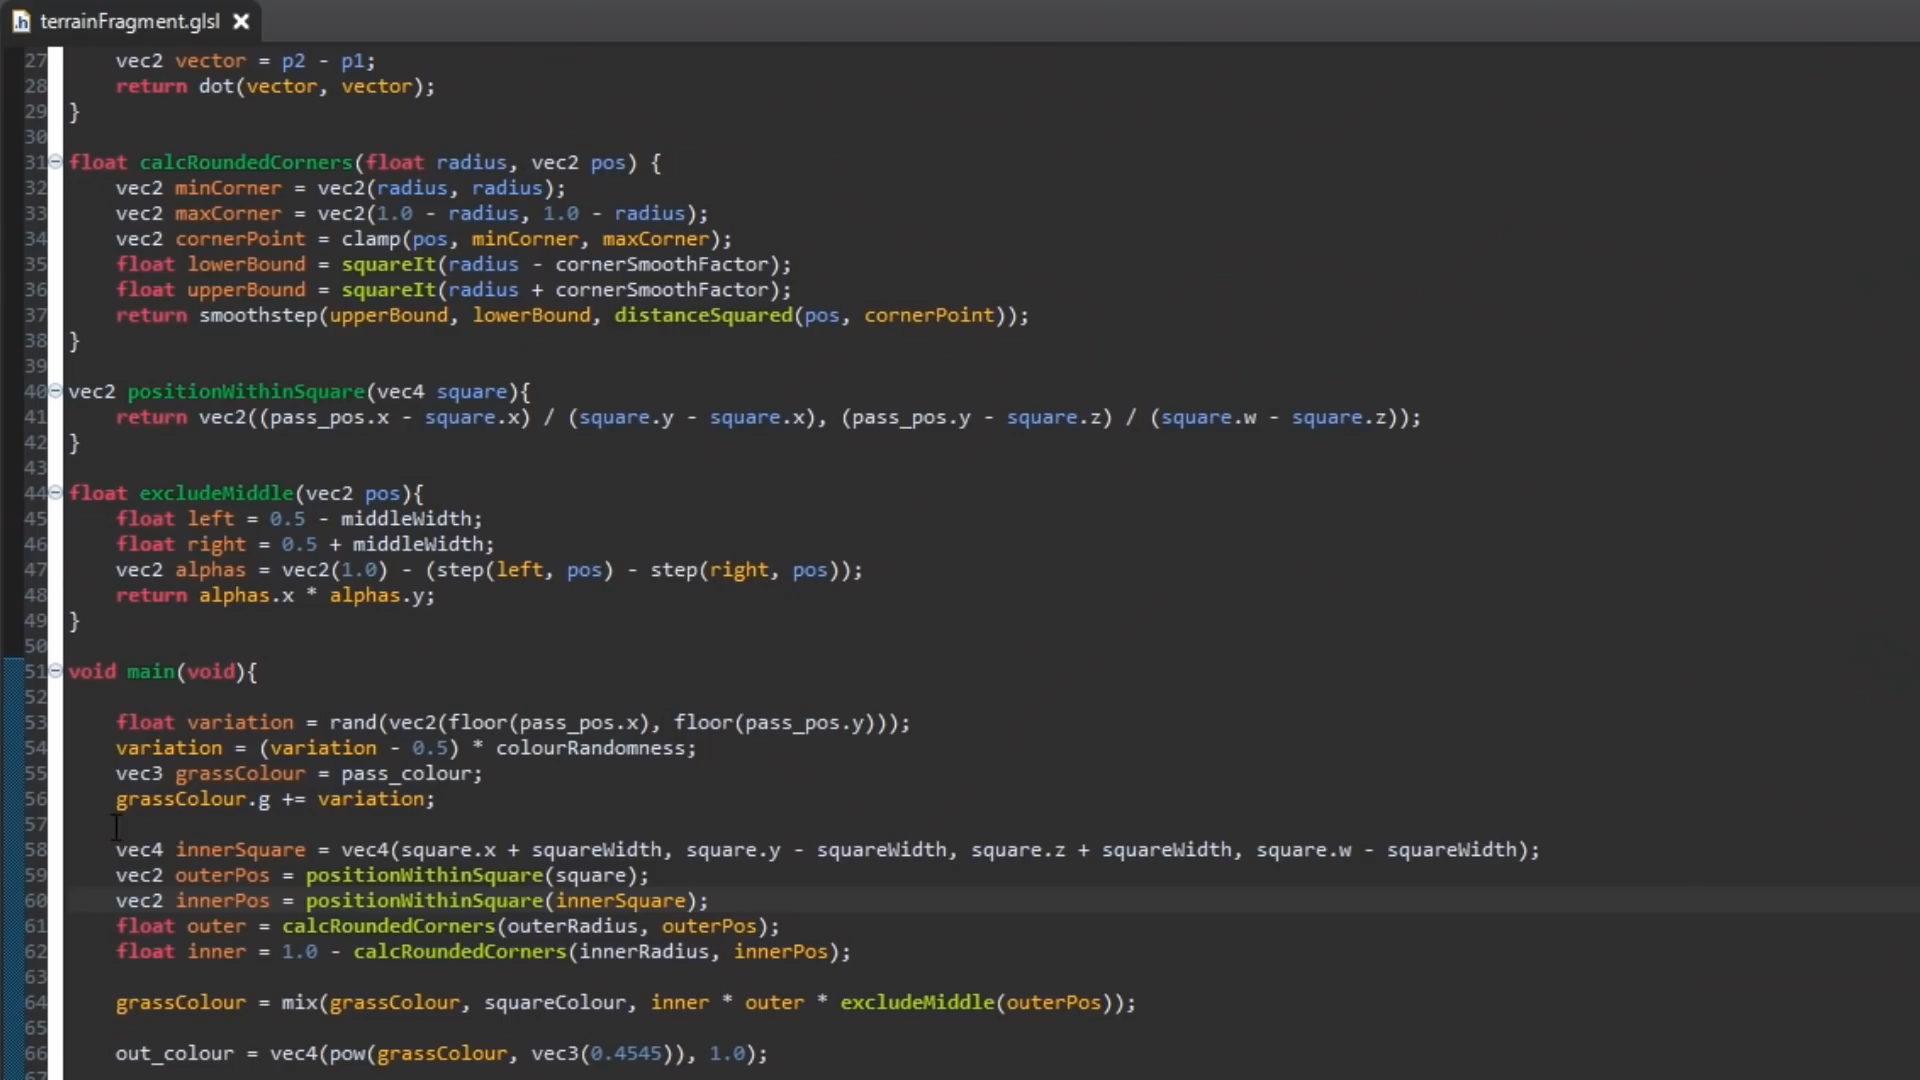 terrainFragment.glsl
27 vec2 vector = p2 - p1;
28 return dot(vector, vector);
29 }
30
31 float calcRoundedCorners(float radius, vec2 pos) {
32 vec2 minCorner = vec2(radius, radius);
33 vec2 maxCorner = vec2(1.0 - radius, 1.0 - radius);
34 vec2 cornerPoint = clamp(pos, minCorner, maxCorner);
35 float lowerBound = squareIt(radius - cornerSmoothFactor);
36 float upperBound = squareIt(radius + cornerSmoothFactor);
37 return smoothstep(upperBound, lowerBound, distanceSquared(pos, cornerPoint));
38 }
39
40 vec2 positionWithinSquare(vec4 square){
41 return vec2((pass_pos.x - square.x) / (square.y - square.x), (pass_pos.y - square.z) / (square.w - square.z));
42 }
43
44 float excludeMiddle(vec2 pos){
45 float left = 0.5 - middleWidth;
46 float right = 0.5 + middleWidth;
47 vec2 alphas = vec2(1.0) - (step(left, pos) - step(right, pos));
48 return alphas.x * alphas.y;
49 }
50
51 void main(void){
52
53 float variation = rand(vec2(floor(pass_pos.x), floor(pass_pos.y)));
54 variation = (variation - 0.5) * colourRandomness;
55 vec3 grassColour = pass_colour;
56 grassColour.g += variation;
57
58 vec4 innerSquare = vec4(square.x + squareWidth, square.y - squareWidth, square.z + squareWidth, square.w - squareWidth);
59 vec2 outerPos = positionWithinSquare(square);
60 vec2 innerPos = positionWithinSquare(innerSquare);
61 float outer = calcRoundedCorners(outerRadius, outerPos);
62 float inner = 1.0 - calcRoundedCorners(innerRadius, innerPos);
63
64 grassColour = mix(grassColour, squareColour, inner * outer * excludeMiddle(outerPos));
65
66 out_colour = vec4(pow(grassColour, vec3(0.4545)), 1.0);
67